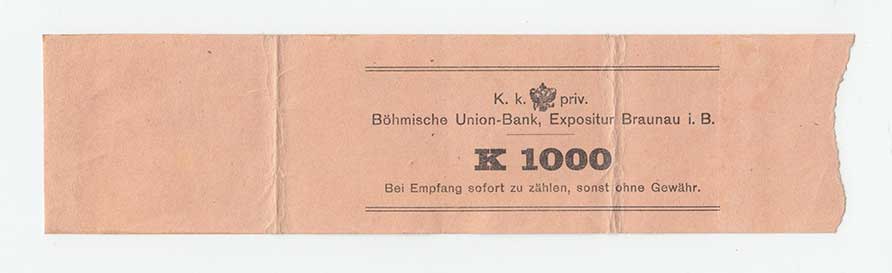 K. k. priv.
Böhmische Union-Bank, Expositur Braunau i. B.
K 1000
Bei Empfang sofort zu zählen, sonst ohne Gewähr.